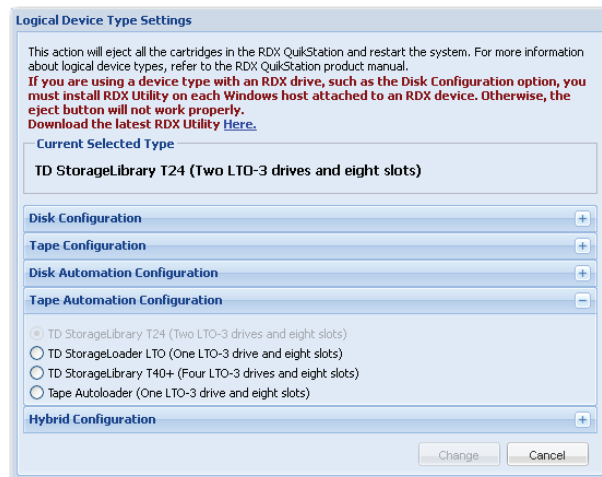 Logical Device Type Settings
This action will eject all the cartridges in the RDX QuikStation and restart the system. For more information
about logical device types, refer to the RDX QuikStation product manual.
If you are using a device type with an RDX drive, such as the Disk Configuration option, you
must install RDX Utility on each Windows host attached to an RDX device. Otherwise, the
eject button will not work properly.
Download the latest RDX Utility Here.
Current Selected Type
TD StorageLibrary T24 (Two LTO-3 drives and eight slots)
Disk Configuration
Tape Configuration
Disk Automation Configuration
Tape Automation Configuration
TD StorageLibrary T24 (Two LTO-3 drives and eight slots)
TD StorageLoader LTO (One LTO-3 drive and eight slots)
TD StorageLibrary T40+ (Four LTO-3 drives and eight slots)
Tape Autoloader (One LTO-3 drive and eight slots)
Hybrid Configuration
Change Cancel